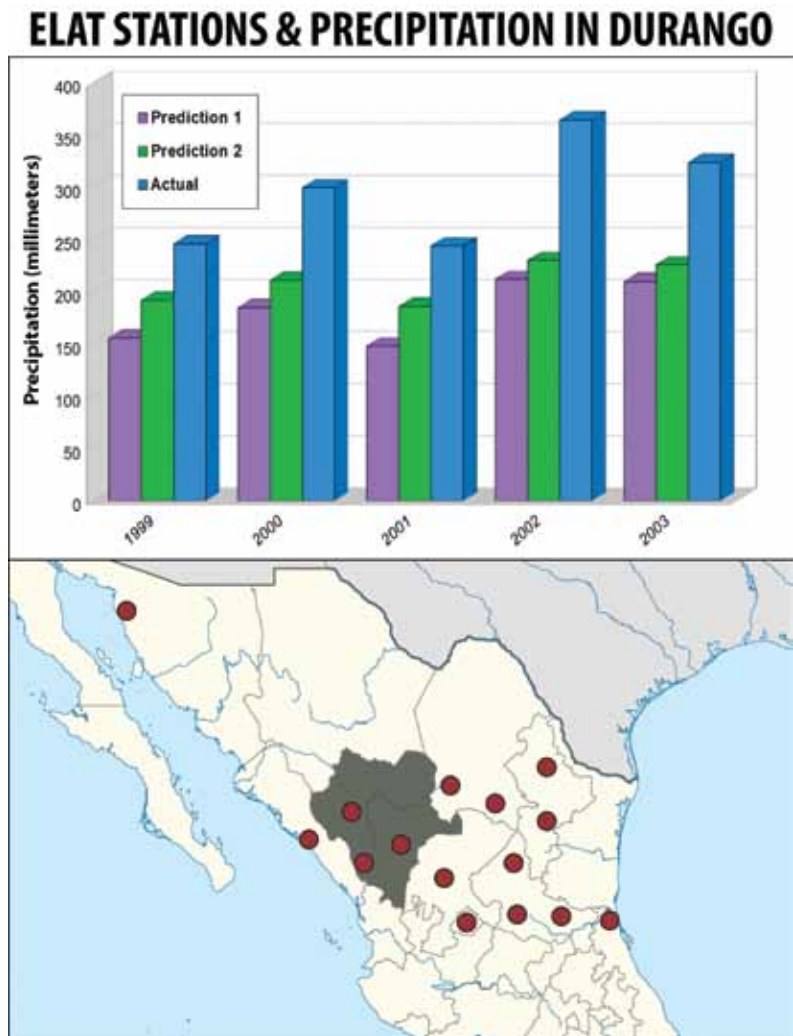 ELAT STATIONS & PRECIPITATION IN DURANGO
400
350
300
250
200
150
100
50
0
Precipitation (millimeters)
Prediction 1
Prediction 2
Actual
1999
2000
2001
2002
2003